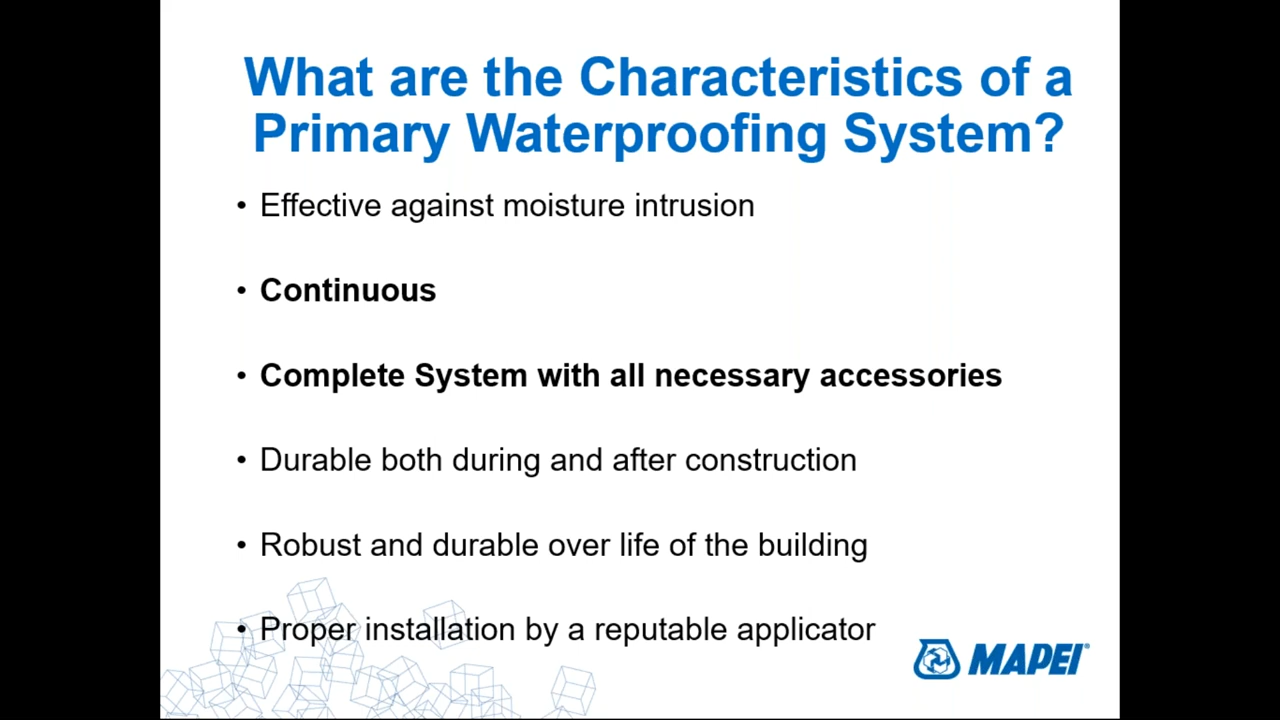 What are the Characteristics of a
Primary Waterproofing System?
• Effective against moisture intrusion
• Continuous
• Complete System with all necessary accessories
• Durable both during and after construction
• Robust and durable over life of the building
• Proper installation by a reputable applicator
MAPEI®